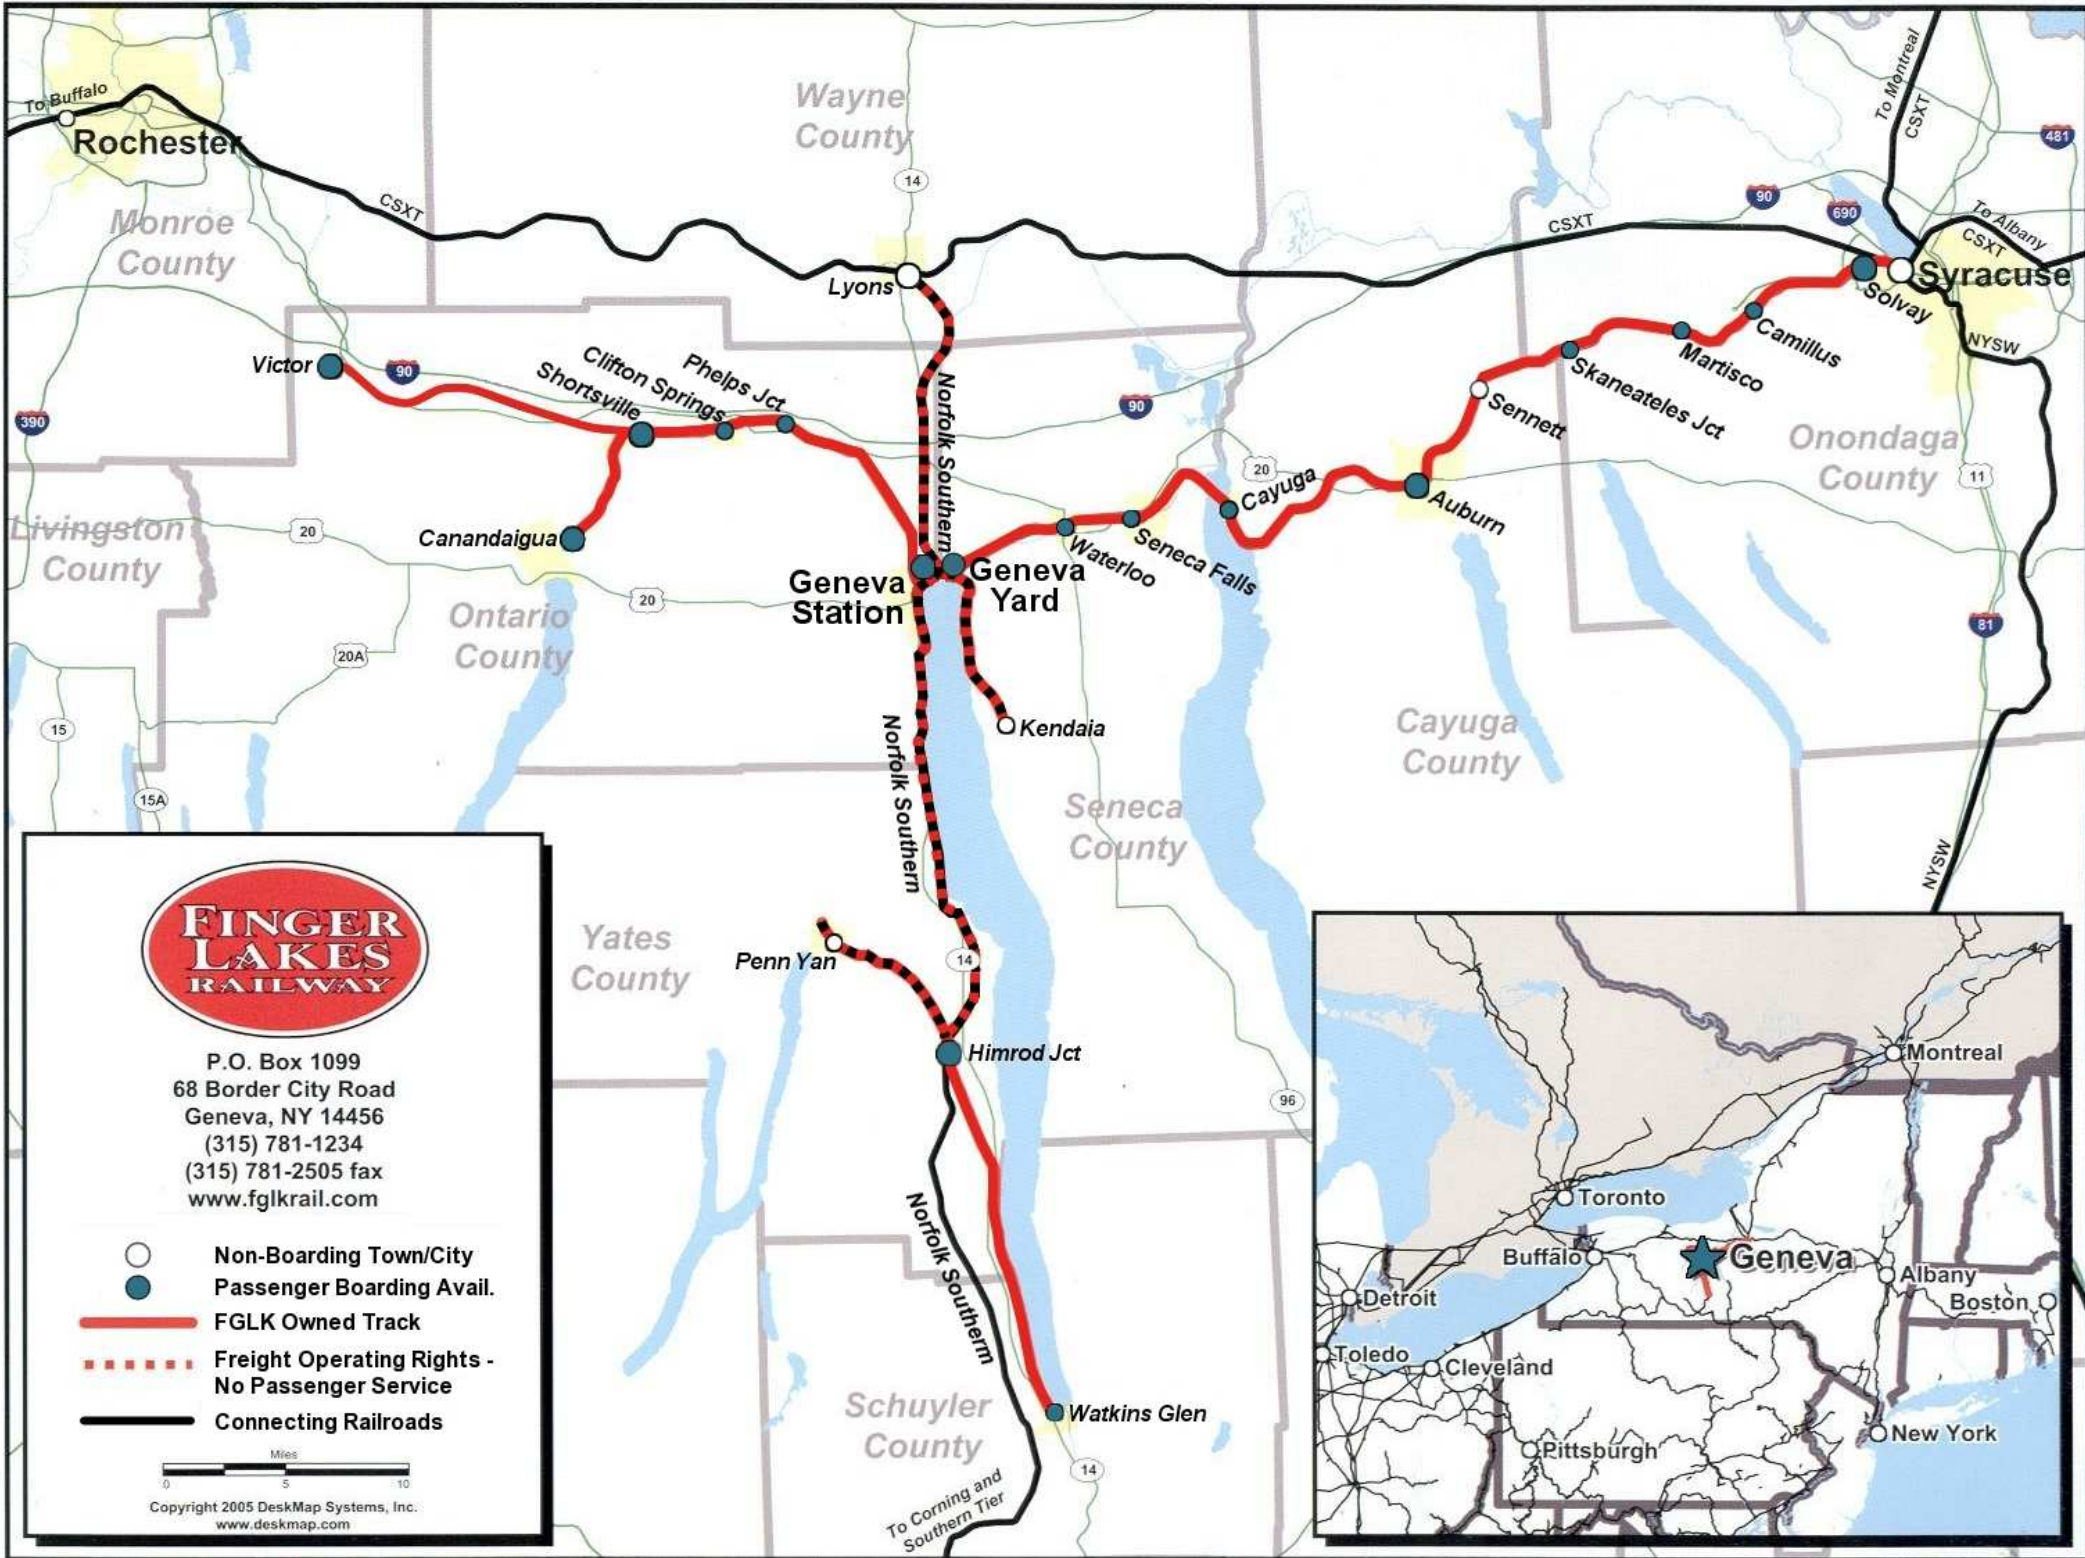 To Buffalo
Rochester
Monroe
County
CSXT
Wayne
County
14
Lyons
CSXT
90
690
To Montreal
CSXT
481
To Albany
CSXT
Syracuse
Solvay
NYSW
Camillus
Martisco
Skaneateles Jct
Sennett
Onondaga
County
11
Victor
90
390
Shortsville
Clifton Springs
Phelps Jct
Norfolk Southern
90
20
Cayuga
Auburn
Livingston
County
20
Canandaigua
Geneva
Station
Geneva
Yard
Waterloo
Seneca Falls
Ontario
County
20
20A
81
15
15A
Kendaia
Norfolk Southern
Cayuga
County
Seneca
County
NYSW
Yates
County
Penn Yan
14
Himrod Jct
96
Norfolk Southern
Schuyler
County
Watkins Glen
14
To Corning and
Southern Tier
FINGER
LAKES
RAILWAY
P.O. Box 1099
68 Border City Road
Geneva, NY 14456
(315) 781-1234
(315) 781-2505 fax
www.fglkrail.com
Non-Boarding Town/City
Passenger Boarding Avail.
FGLK Owned Track
Freight Operating Rights -
No Passenger Service
Connecting Railroads
Miles
0 5 10
Copyright 2005 DeskMap Systems, Inc.
www.deskmap.com
Montreal
Toronto
Buffalo
Geneva
Albany
Boston
Detroit
Toledo
Cleveland
New York
Pittsburgh